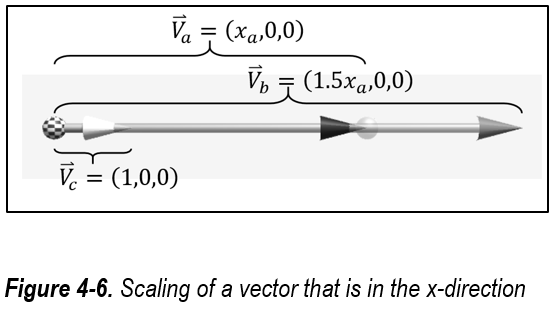 V⃗a = (xa,0,0)
V⃗b = (1.5xa,0,0)
V⃗c = (1,0,0)
Figure 4-6. Scaling of a vector that is in the x-direction